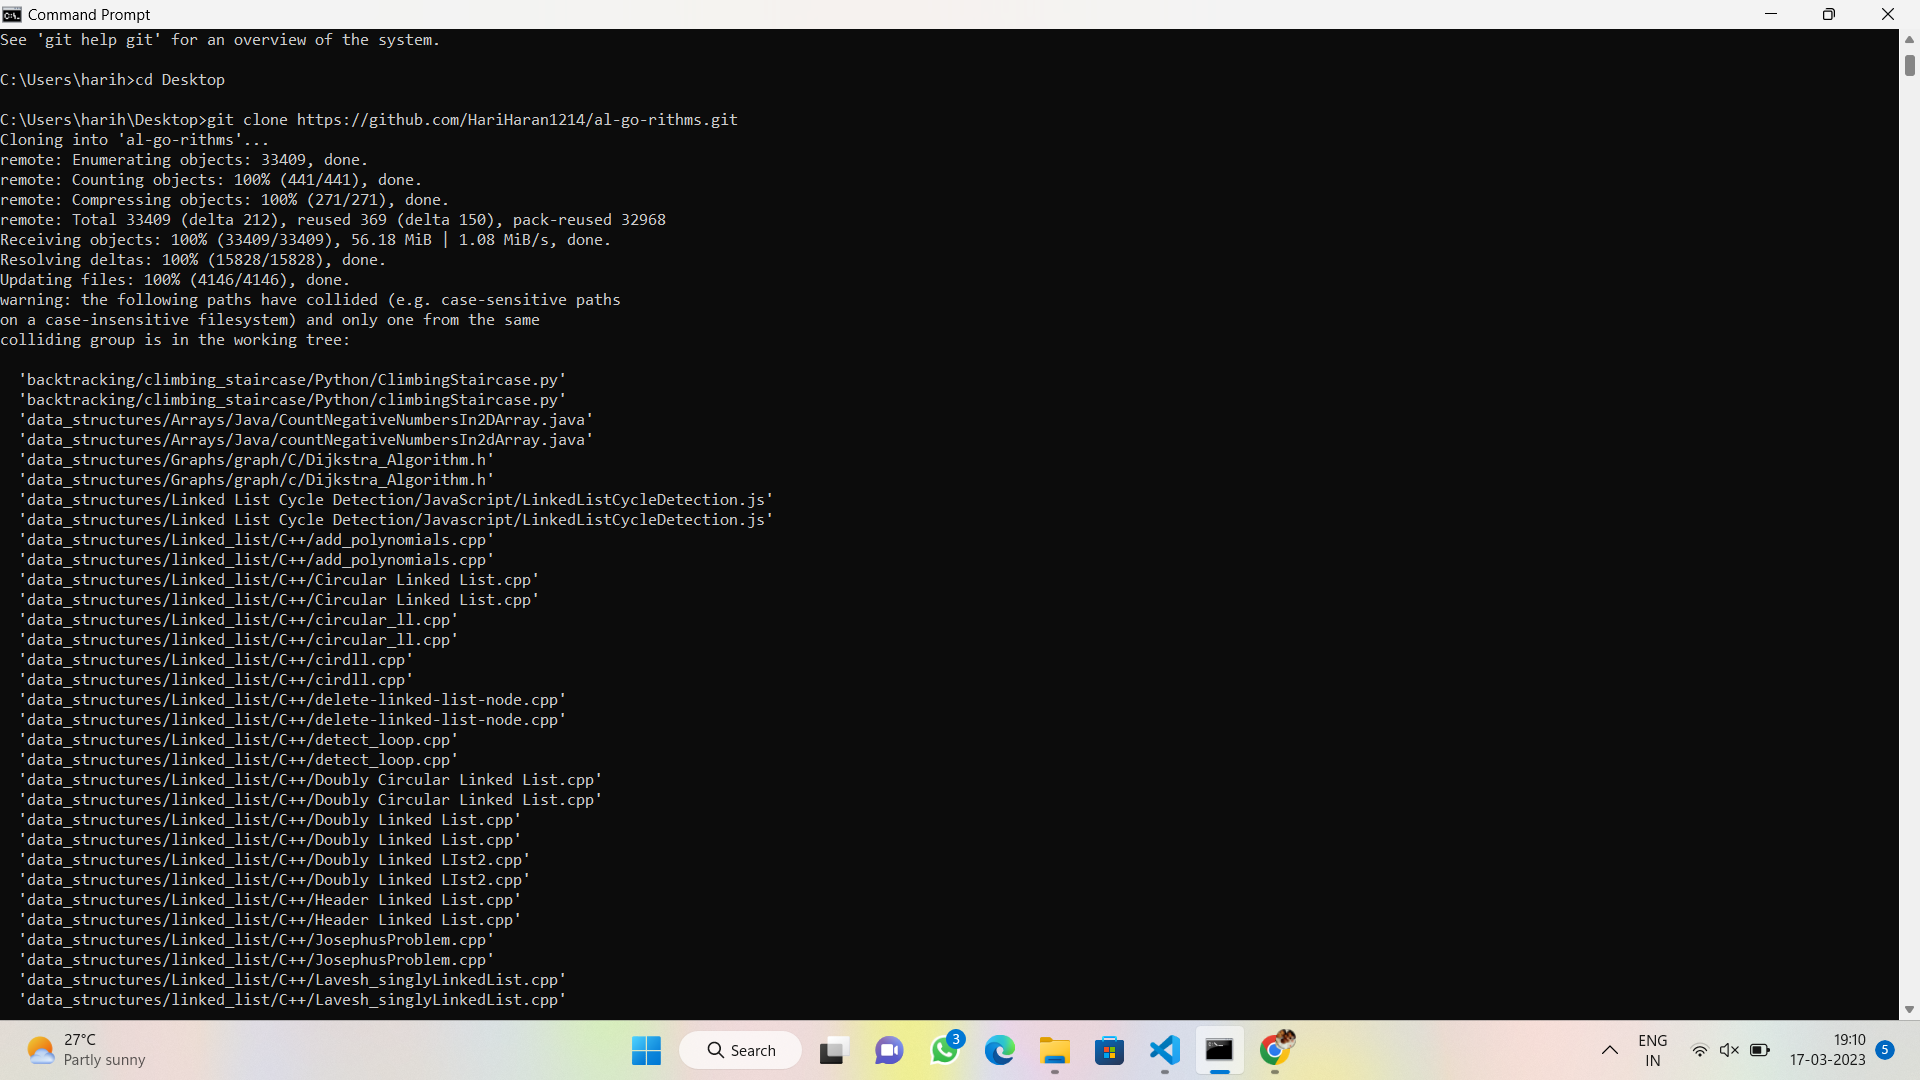 Command Prompt
See 'git help git' for an overview of the system.
C:\Users\harih>cd Desktop
C:\Users\harih\Desktop>git clone https://github.com/HariHaran1214/al-go-rithms.git
Cloning into 'al-go-rithms'...
remote: Enumerating objects: 33409, done.
remote: Counting objects: 100% (441/441), done.
remote: Compressing objects: 100% (271/271), done.
remote: Total 33409 (delta 212), reused 369 (delta 150), pack-reused 32968
Receiving objects: 100% (33409/33409), 56.18 MiB | 1.08 MiB/s, done.
Resolving deltas: 100% (15828/15828), done.
Updating files: 100% (4146/4146), done.
warning: the following paths have collided (e.g. case-sensitive paths
on a case-insensitive filesystem) and only one from the same
colliding group is in the working tree:
'backtracking/climbing_staircase/Python/ClimbingStaircase.py'
'backtracking/climbing_staircase/Python/climbingStaircase.py'
'data_structures/Arrays/Java/CountNegativeNumbersIn2DArray.java'
'data_structures/Arrays/Java/countNegativeNumbersIn2dArray.java'
'data_structures/Graphs/graph/C/Dijkstra_Algorithm.h'
'data_structures/Graphs/graph/c/Dijkstra_Algorithm.h'
'data_structures/Linked List Cycle Detection/JavaScript/LinkedListCycleDetection.js'
'data_structures/Linked List Cycle Detection/Javascript/LinkedListCycleDetection.js'
'data_structures/Linked_list/C++/add_polynomials.cpp'
'data_structures/linked_list/C++/add_polynomials.cpp'
'data_structures/Linked_list/C++/Circular Linked List.cpp'
'data_structures/linked_list/C++/Circular Linked List.cpp'
'data_structures/Linked_list/C++/circular_ll.cpp'
'data_structures/linked_list/C++/circular_ll.cpp'
'data_structures/Linked_list/C++/cirdll.cpp'
'data_structures/linked_list/C++/cirdll.cpp'
'data_structures/Linked_list/C++/delete-linked-list-node.cpp'
'data_structures/linked_list/C++/delete-linked-list-node.cpp'
'data_structures/Linked_list/C++/detect_loop.cpp'
'data_structures/linked_list/C++/detect_loop.cpp'
'data_structures/Linked_list/C++/Doubly Circular Linked List.cpp'
'data_structures/linked_list/C++/Doubly Circular Linked List.cpp'
'data_structures/Linked_list/C++/Doubly Linked List.cpp'
'data_structures/linked_list/C++/Doubly Linked List.cpp'
'data_structures/Linked_list/C++/Doubly Linked LIst2.cpp'
'data_structures/linked_list/C++/Doubly Linked LIst2.cpp'
'data_structures/Linked_list/C++/Header Linked List.cpp'
'data_structures/linked_list/C++/Header Linked List.cpp'
'data_structures/Linked_list/C++/JosephusProblem.cpp'
'data_structures/linked_list/C++/JosephusProblem.cpp'
'data_structures/Linked_list/C++/Lavesh_singlyLinkedList.cpp'
'data_structures/linked_list/C++/Lavesh_singlyLinkedList.cpp'
27°C
Partly sunny
Search
3
ENG
IN
19:10
17-03-2023
5